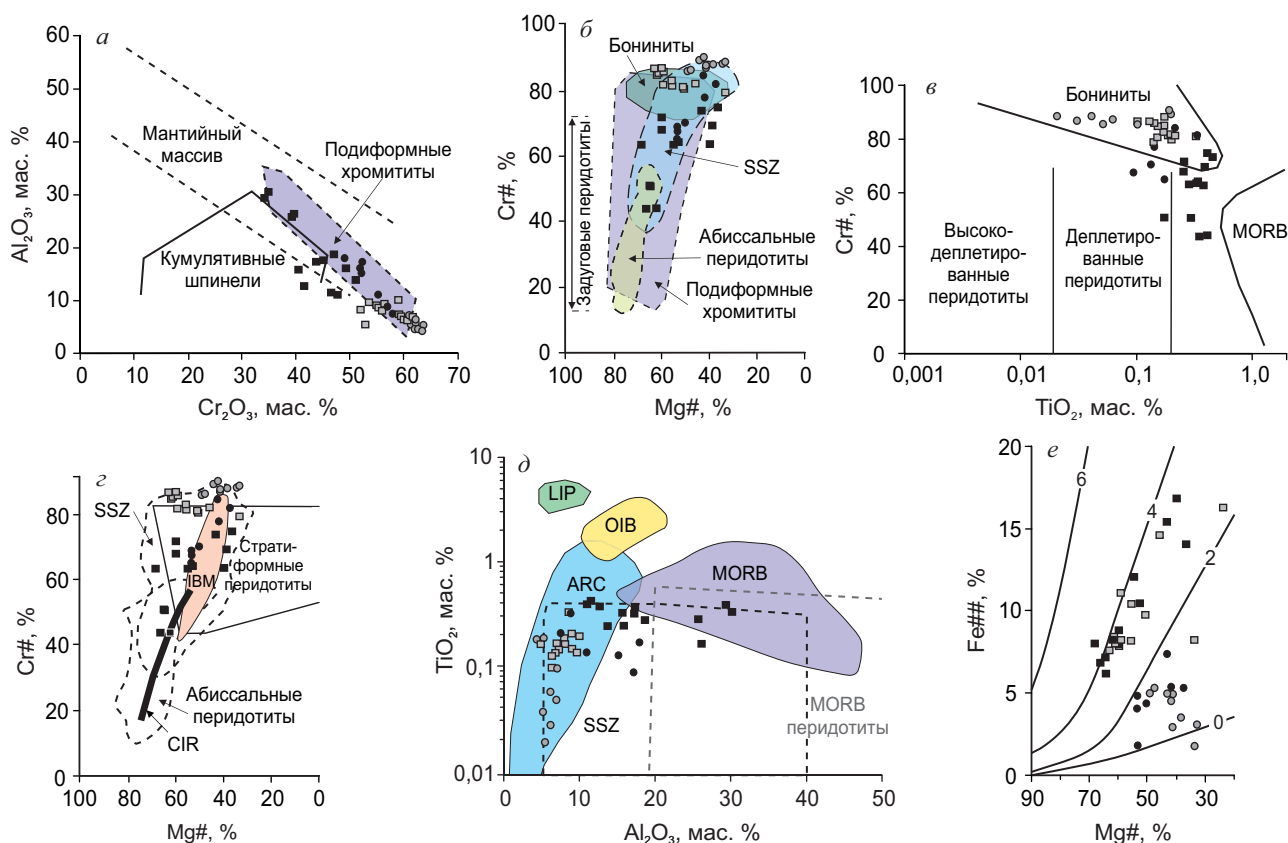 а
Al₂O₃, мас. %
60
50
40
30
20
10
0
Мантийный
массив
Подиформные
хромититы
Кумулятивные
шпинели
0 10 20 30 40 50 60 70
Cr₂O₃, мас. %
б
Cr#, %
100
80
60
40
20
0
Бониниты
Задуговые перидотиты
SSZ
Абиссальные
перидотиты
Подиформные
хромититы
100 80 60 40 20 0
Mg#, %
в
Cr#, %
100
80
60
40
20
0
Бониниты
Высоко-
деплетиро-
ванные
перидотиты
Деплетиро-
ванные
перидотиты
MORB
0,001 0,01 0,1 1,0
TiO₂, мас. %
г
Cr#, %
80
60
40
20
0
SSZ
Страти-
формные
перидотиты
IBM
Абиссальные
перидотиты
CIR
100 80 60 40 20 0
Mg#, %
д
TiO₂, мас. %
10
1
0,1
0,01
LIP
OIB
ARC
MORB
SSZ
MORB
перидотиты
0 10 20 30 40 50
Al₂O₃, мас. %
е
Fe##, %
20
15
10
5
0
6
4
2
0
90 70 50 30
Mg#, %